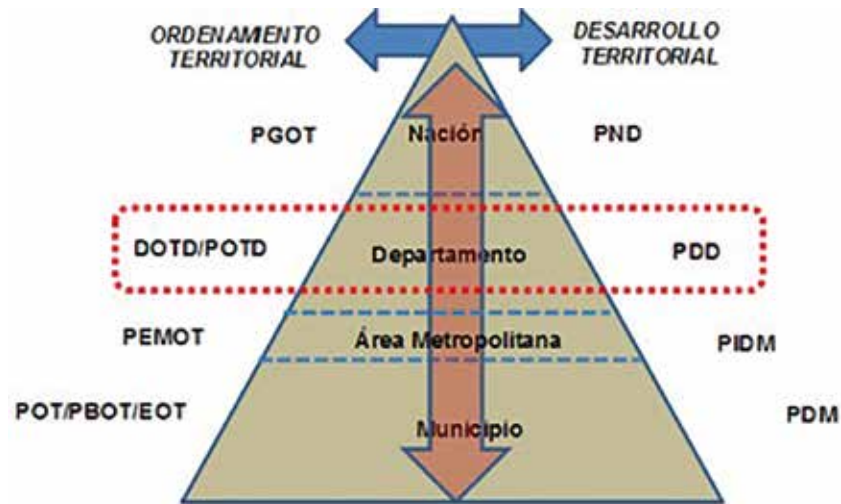 ORDENAMIENTO
TERRITORIAL
DESARROLLO
TERRITORIAL
PGOT
Nación
PND
DOTD/POTD
Departamento
PDD
PEMOT
Área Metropolitana
PIDM
POT/PBOT/EOT
Municipio
PDM